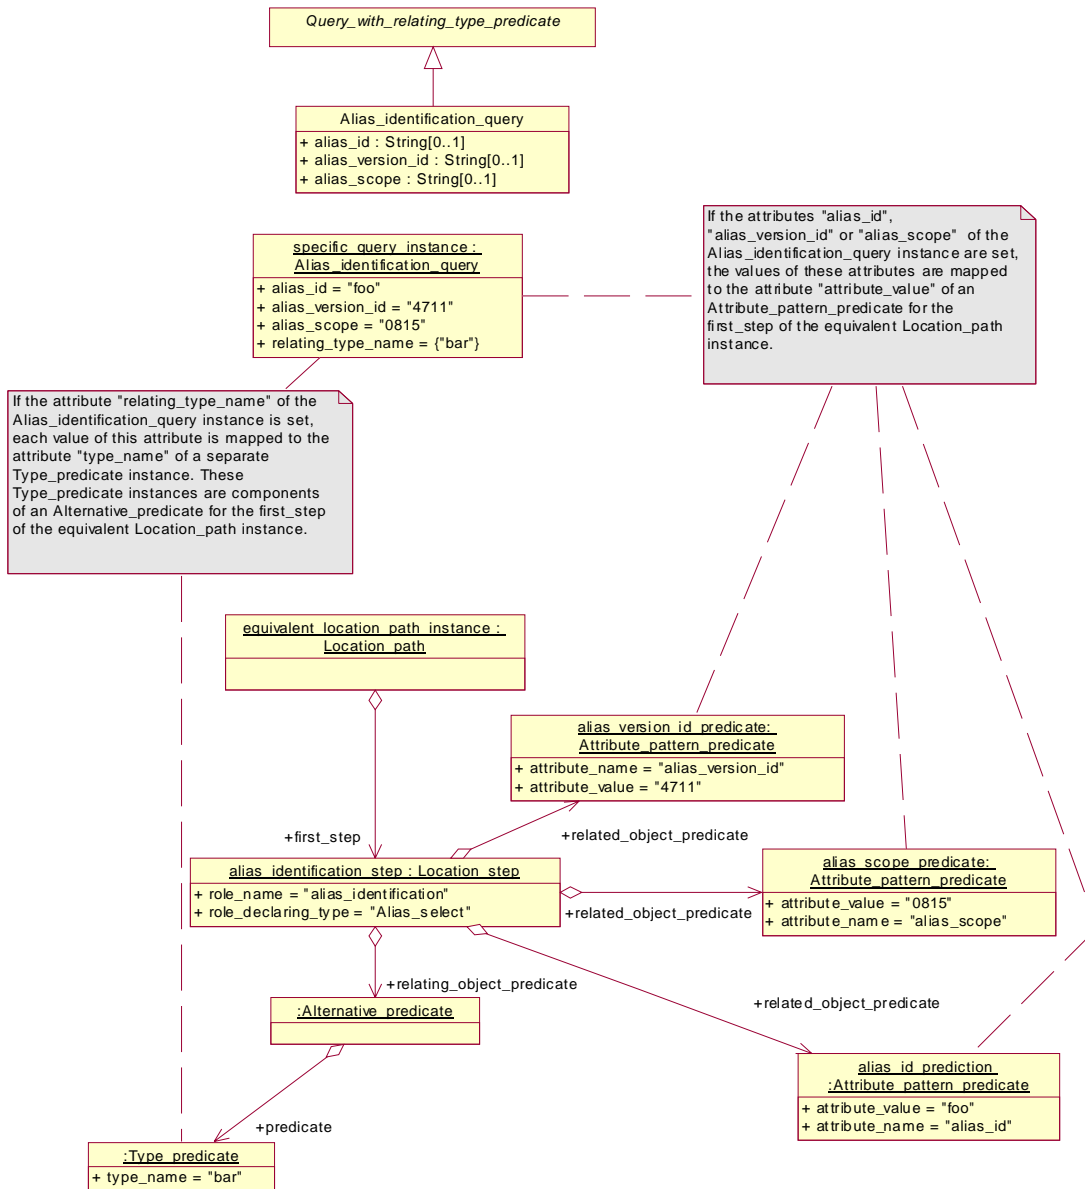 Query_with_relating_type_predicate
Alias_identification_query
+ alias_id : String[0..1]
+ alias_version_id : String[0..1]
+ alias_scope : String[0..1]
If the attributes "alias_id",
"alias_version_id" or "alias_scope" of the
Alias_identification_query instance are set,
the values of these attributes are mapped
to the attribute "attribute_value" of an
Attribute_pattern_predicate for the
first_step of the equivalent Location_path
instance.
specific_query_instance :
Alias_identification_query
+ alias_id = "foo"
+ alias_version_id = "4711"
+ alias_scope = "0815"
+ relating_type_name = {"bar"}
If the attribute "relating_type_name" of the
Alias_identification_query instance is set,
each value of this attribute is mapped to the
attribute "type_name" of a separate
Type_predicate instance. These
Type_predicate instances are components
of an Alternative_predicate for the first_step
of the equivalent Location_path instance.
equivalent_location_path_instance :
Location_path
alias_version_id_predicate:
Attribute_pattern_predicate
+ attribute_name = "alias_version_id"
+ attribute_value = "4711"
+first_step
+related_object_predicate
alias_identification_step : Location_step
+ role_name = "alias_identification"
+ role_declaring_type = "Alias_select"
alias_scope_predicate:
Attribute_pattern_predicate
+ attribute_value = "0815"
+ attribute_name = "alias_scope"
+related_object_predicate
+relating_object_predicate
+related_object_predicate
:Alternative_predicate
alias_id_prediction
:Attribute_pattern_predicate
+ attribute_value = "foo"
+ attribute_name = "alias_id"
+predicate
:Type_predicate
+ type_name = "bar"